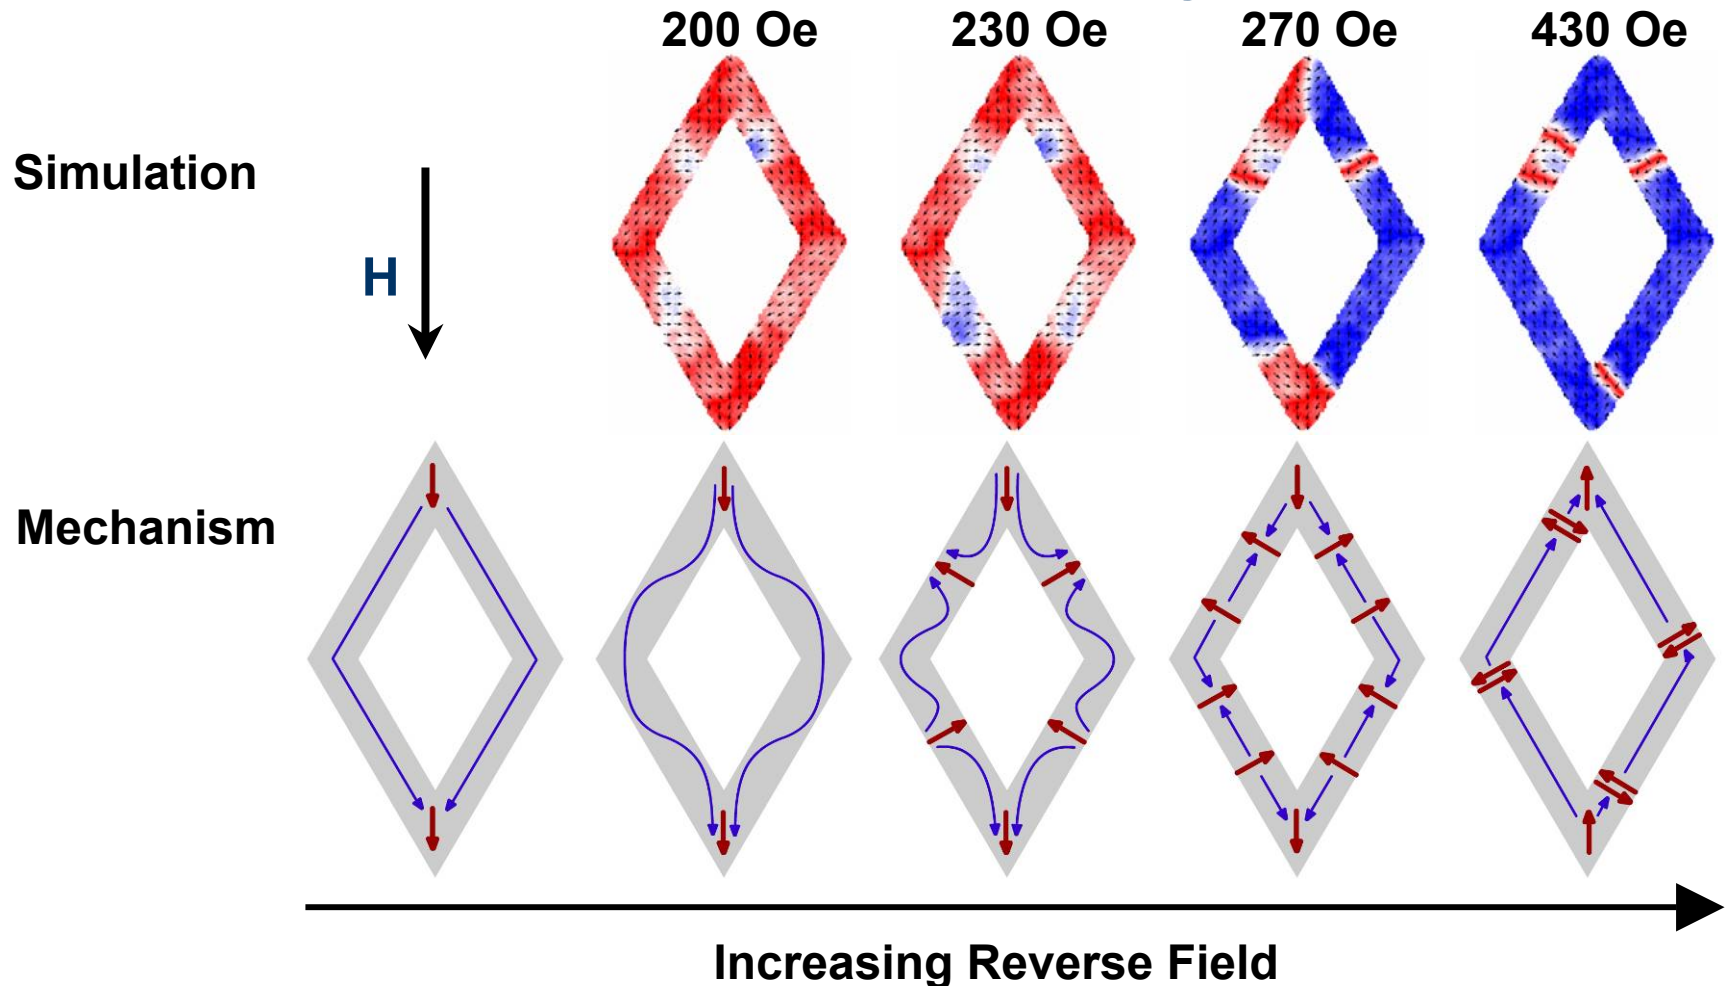 200 Oe 230 Oe 270 Oe 430 Oe
Simulation
H
Mechanism
Increasing Reverse Field